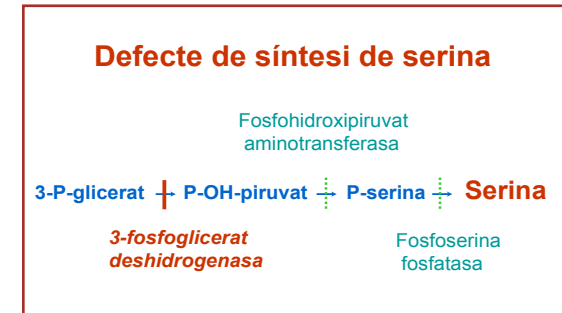 Defecte de síntesi de serina
Fosfohidroxipiruvat
aminotransferasa
3-P-glicerat P-OH-piruvat P-serina Serina
3-fosfoglicerat
deshidrogenasa
Fosfoserina
fosfatasa